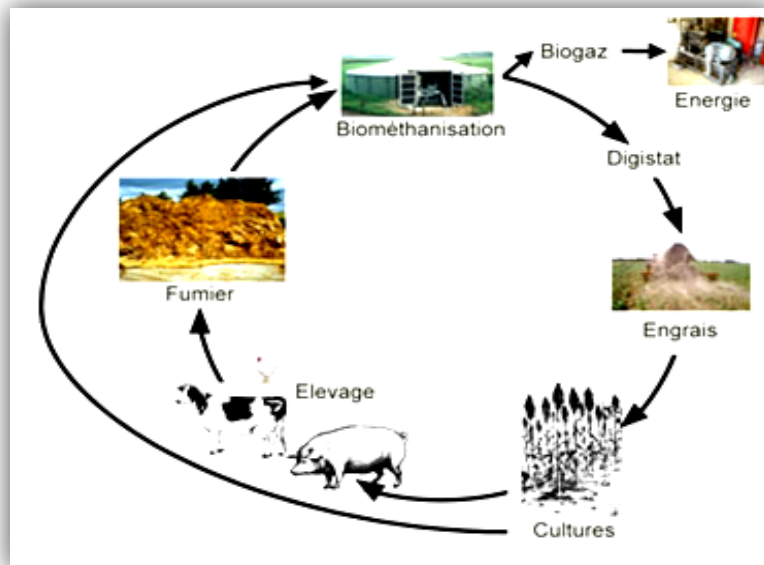 Biogaz
Energie
Biométhanisation
Digistat
Fumier
Engrais
Elevage
Cultures